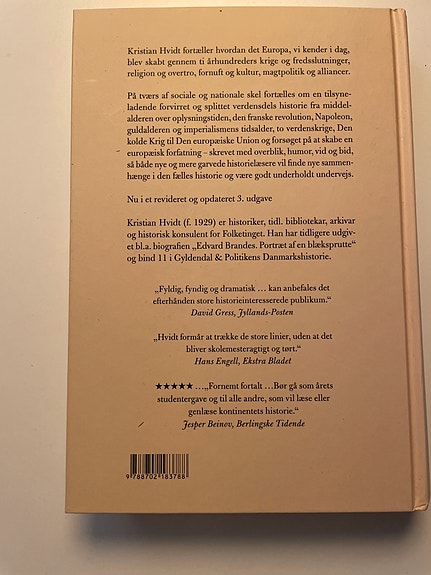 Kristian Hvidt fortæller hvordan det Europa, vi kender i dag,
blev skabt gennem ti århundreders krige og fredsslutninger,
religion og overtro, fornuft og kultur, magtpolitik og alliancer.
På tværs af sociale og nationale skel fortælles om en tilsyne-
ladende forvirret og splittet verdensdels historie fra middel-
alderen over oplysningstiden, den franske revolution, Napoleon,
guldalderen og imperialismens tidsalder, to verdenskrige, Den
kolde Krig til Den europæiske Union og forsøget på at skabe en
europæisk forfatning – skrevet med overblik, humor, vid og bid,
så både nye og mere garvede historielæsere vil finde nye sammen-
hænge i den fælles historie og være godt underholdt undervejs.
Nu i et revideret og opdateret 3. udgave
Kristian Hvidt (f. 1929) er historiker, tidl. bibliotekar, arkivar
og historisk konsulent for Folketinget. Han har tidligere udgiv-
et bl.a. biografien „Edvard Brandes. Portræt af en blæksprutte“
og bind 11 i Gyldendal & Politikens Danmarkshistorie.
„Fyldig, fyndig og dramatisk ... kan anbefales det
efterhånden store historieinteresserede publikum.“
David Gress, Jyllands-Posten
„Hvidt formår at trække de store linier, uden at det
bliver skolemesteragtigt og tørt.“
Hans Engell, Ekstra Bladet
★★★★★ ...„Fornemt fortalt ...Bør gå som årets
studentergave og til alle andre, som vil læse eller
genlæse kontinentets historie.“
Jesper Beinov, Berlingske Tidende
9 788702 183788